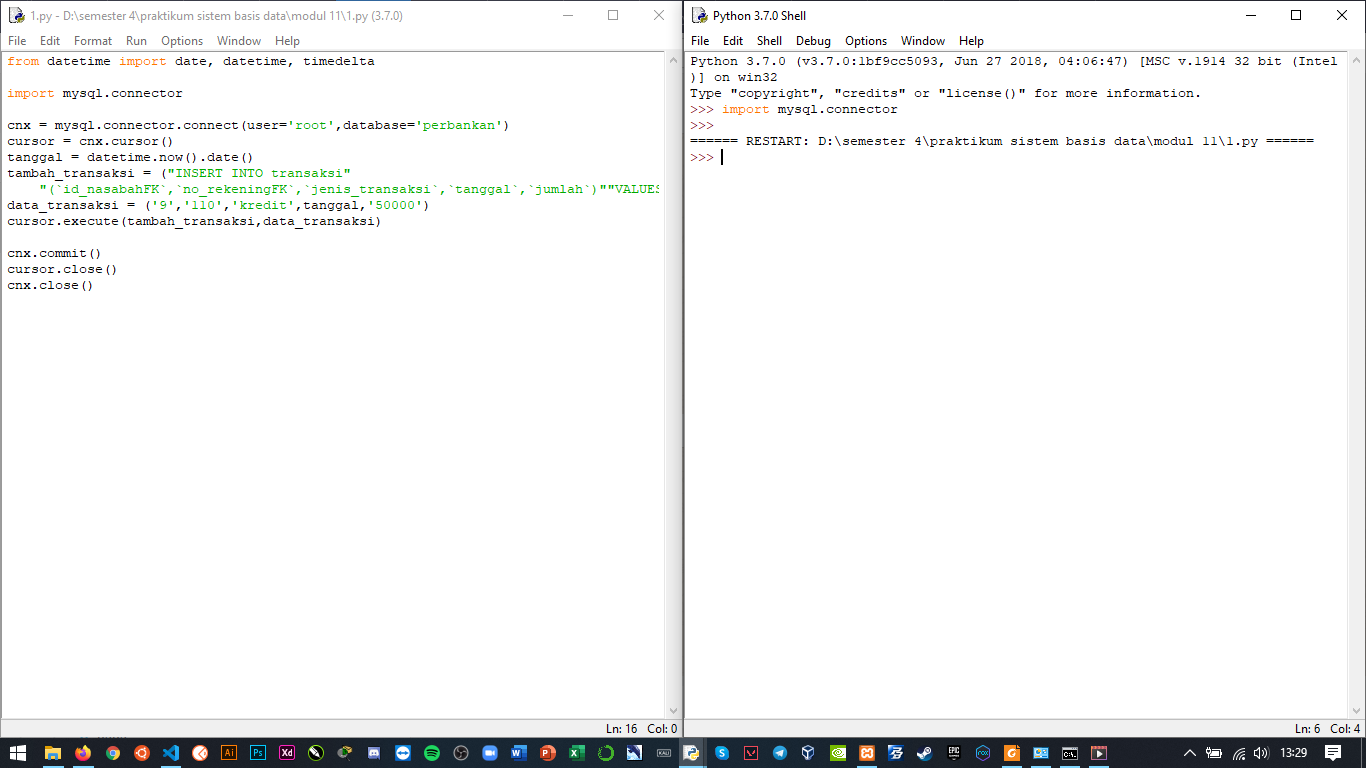 1.py - D:\semester 4\praktikum sistem basis data\modul 11\1.py (3.7.0)
File Edit Format Run Options Window Help
from datetime import date, datetime, timedelta
import mysql.connector
cnx = mysql.connector.connect(user='root',database='perbankan')
cursor = cnx.cursor()
tanggal = datetime.now().date()
tambah_transaksi = ("INSERT INTO transaksi"
"(`id_nasabahFK`,`no_rekeningFK`,`jenis_transaksi`,`tanggal`,`jumlah`)""VALUES
data_transaksi = ('9','110','kredit',tanggal,'50000')
cursor.execute(tambah_transaksi,data_transaksi)
cnx.commit()
cursor.close()
cnx.close()
Ln: 16 Col: 0
Python 3.7.0 Shell
File Edit Shell Debug Options Window Help
Python 3.7.0 (v3.7.0:1bf9cc5093, Jun 27 2018, 04:06:47) [MSC v.1914 32 bit (Intel
)] on win32
Type "copyright", "credits" or "license()" for more information.
>>> import mysql.connector
>>>
====== RESTART: D:\semester 4\praktikum sistem basis data\modul 11\1.py ======
>>>
Ln: 6 Col: 4
Ai Ps Xd
KALI
EPIC
13:29